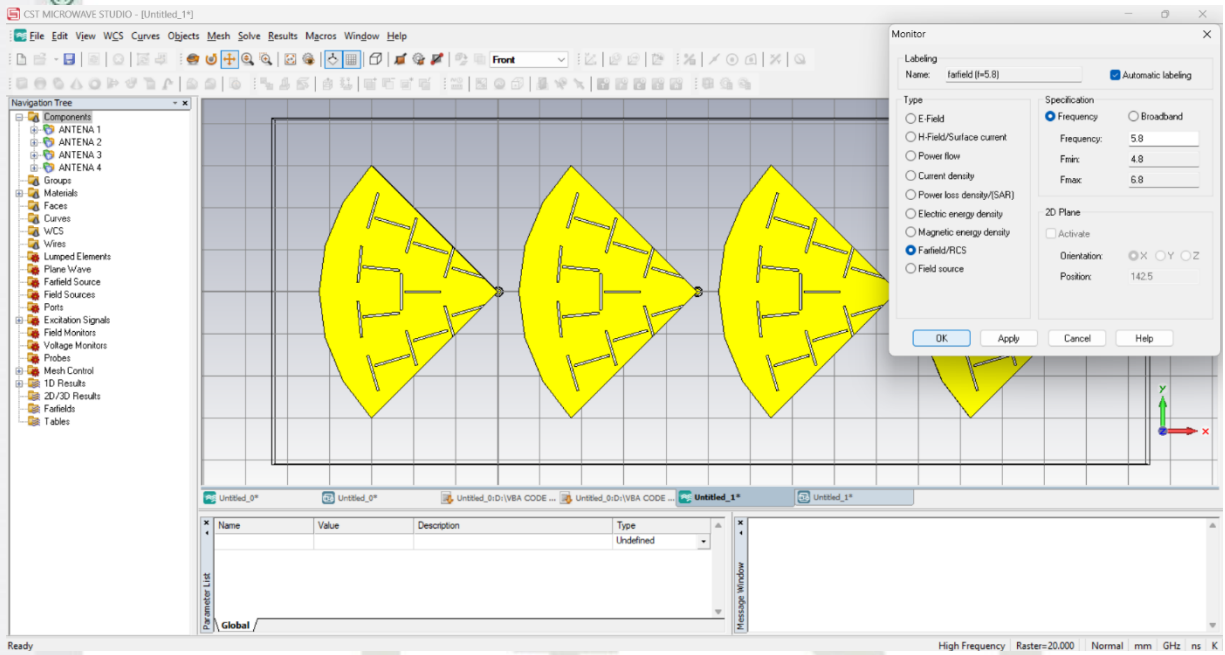 CST MICROWAVE STUDIO - [Untitled_1*]
File Edit View WCS Curves Objects Mesh Solve Results Macros Window Help
Front
Navigation Tree
Components
ANTENA 1
ANTENA 2
ANTENA 3
ANTENA 4
Groups
Materials
Faces
Curves
WCS
Wires
Lumped Elements
Plane Wave
Farfield Source
Field Sources
Ports
Excitation Signals
Field Monitors
Voltage Monitors
Probes
Mesh Control
1D Results
2D/3D Results
Farfields
Tables
Monitor
Labeling
Name: farfield (f=5.8) Automatic labeling
Type
E-Field
H-Field/Surface current
Power flow
Current density
Power loss density/(SAR)
Electric energy density
Magnetic energy density
Farfield/RCS
Field source
Specification
Frequency Broadband
Frequency: 5.8
Fmin: 4.8
Fmax: 6.8
2D Plane
Activate
Orientation: X Y Z
Position: 142.5
OK Apply Cancel Help
y
x
Untitled_0* Untitled_0* Untitled_0:D:\VBA CODE ... Untitled_0:D:\VBA CODE ... Untitled_1* Untitled_1*
Name Value Description Type
Undefined
Parameter List
Global
Message Window
Ready High Frequency Raster=20.000 Normal mm GHz ns K